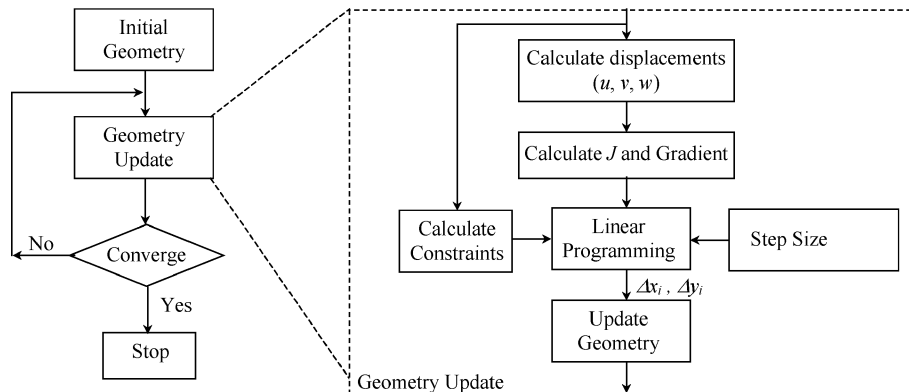 Initial
Geometry
Geometry
Update
No
Converge
Yes
Stop
Calculate displacements
(u, v, w)
Calculate J and Gradient
Calculate
Constraints
Linear
Programming
Step Size
Δxᵢ , Δyᵢ
Update
Geometry
Geometry Update